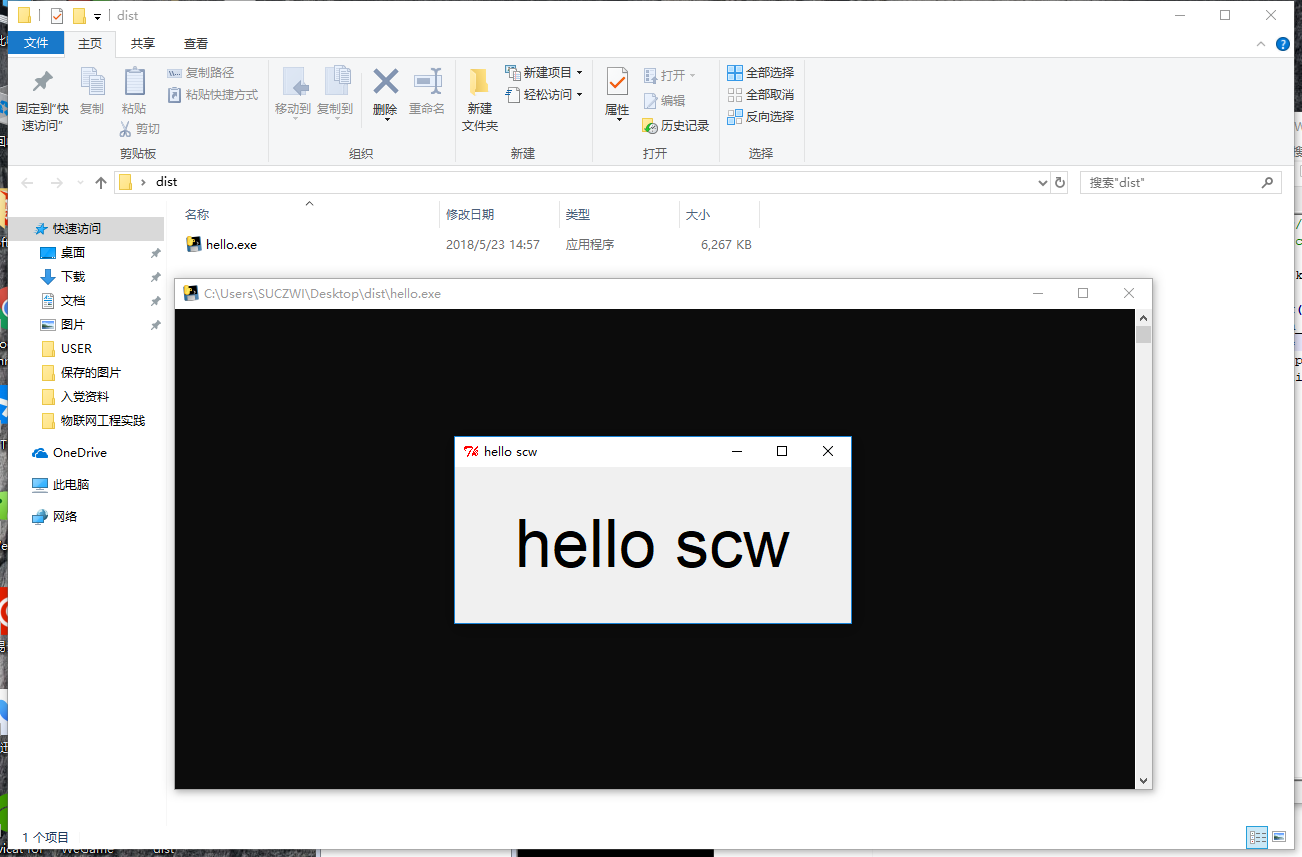 dist
文件 主页 共享 查看
固定到"快速访问"
复制
粘贴
复制路径
粘贴快捷方式
剪切
剪贴板
移动到 复制到 删除 重命名
组织
新建
文件夹
新建项目
轻松访问
新建
属性
打开
编辑
历史记录
打开
全部选择
全部取消
反向选择
选择
dist
搜索"dist"
名称 修改日期 类型 大小
hello.exe 2018/5/23 14:57 应用程序 6,267 KB
快速访问
桌面
下载
文档
图片
USER
保存的图片
入党资料
物联网工程实践
OneDrive
此电脑
网络
C:\Users\SUCZWI\Desktop\dist\hello.exe
hello scw
hello scw
1 个项目